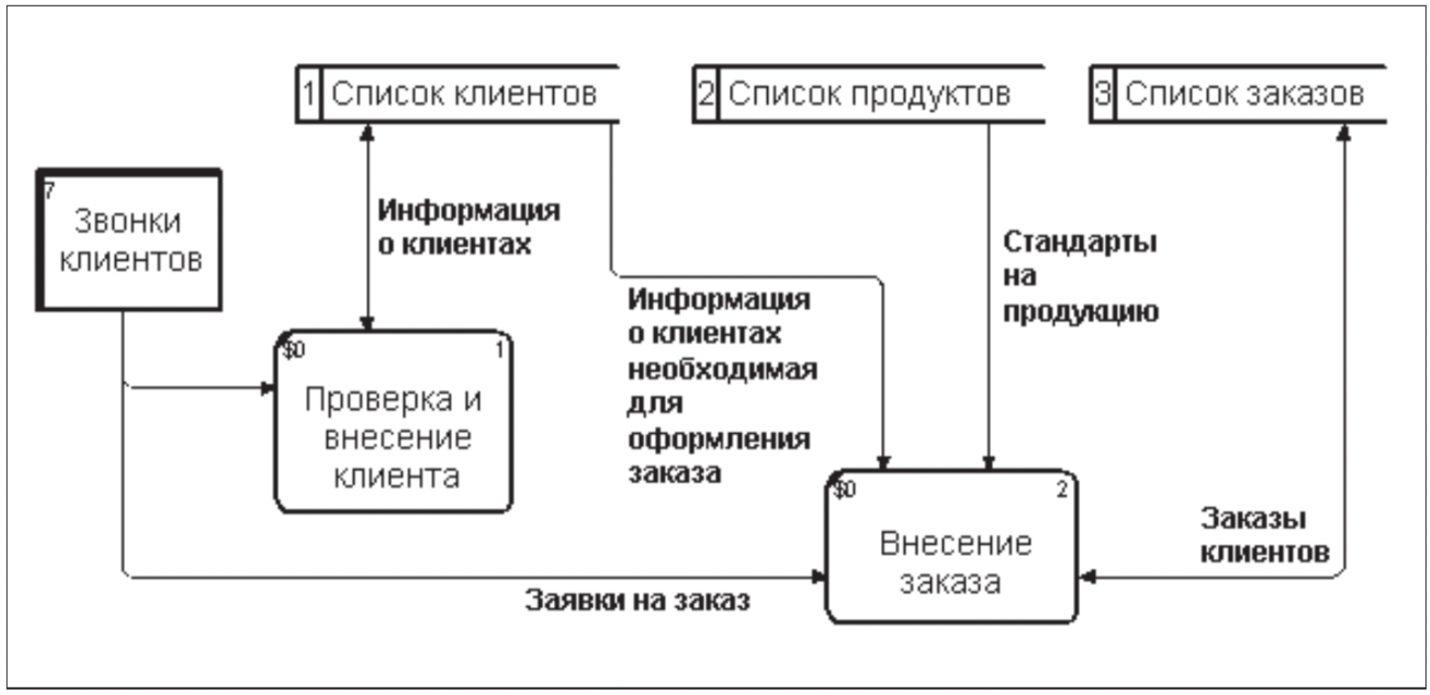 1 Список клиентов
2 Список продуктов
3 Список заказов
7
Звонки
клиентов
Информация
о клиентах
Стандарты
на
продукцию
Информация
о клиентах
необходимая
для
оформления
заказа
$0 1
Проверка и
внесение
клиента
$0 2
Внесение
заказа
Заказы
клиентов
Заявки на заказ